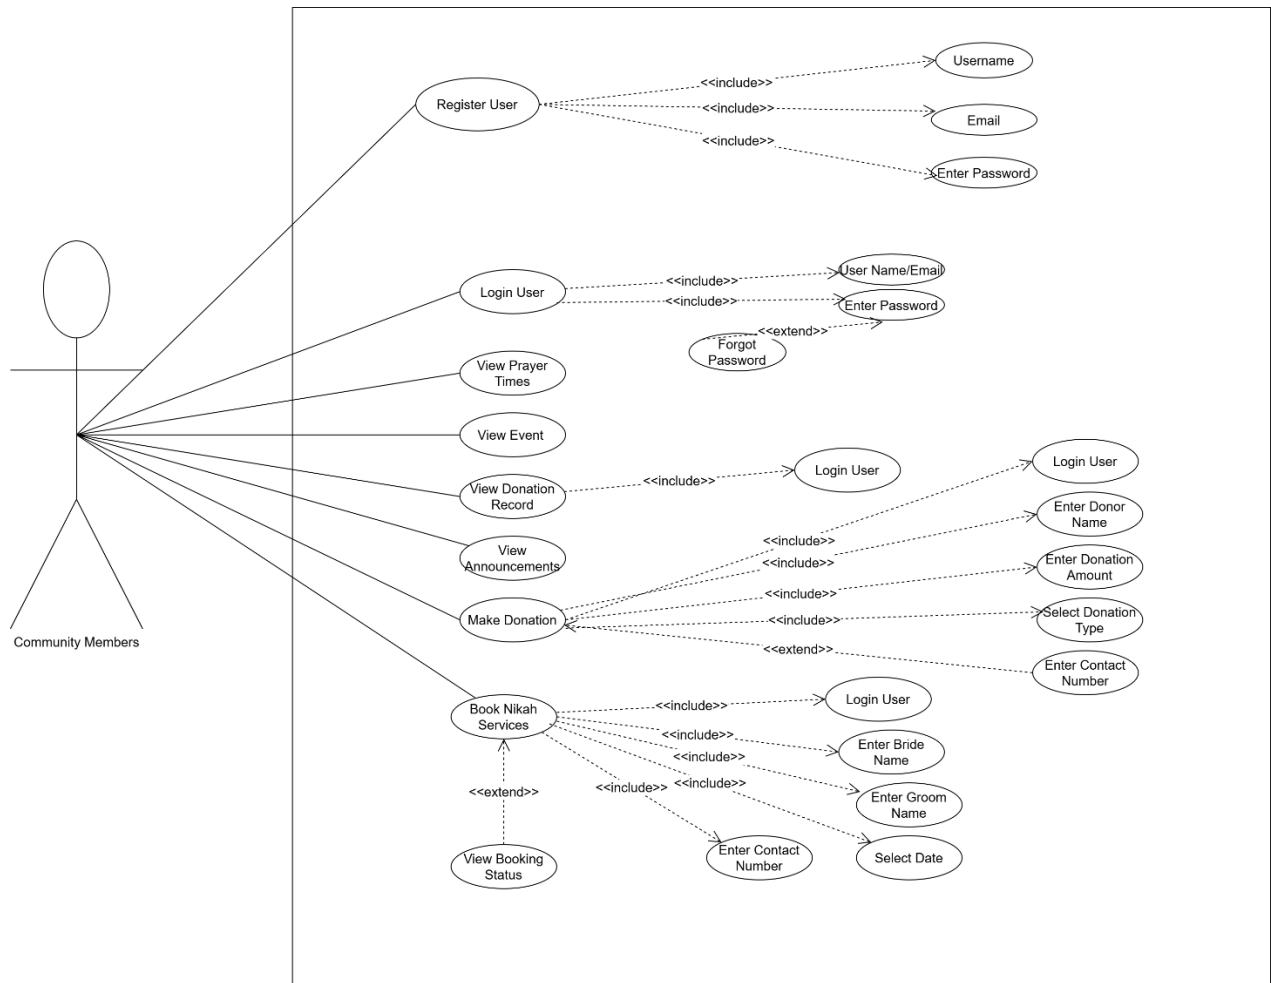 Username
<<include>>
Register User
<<include>>
Email
<<include>>
Enter Password
User Name/Email
<<include>>
Login User
<<include>>
Enter Password
<<extend>>
Forgot
Password
View Prayer
Times
View Event
View Donation
Record
<<include>>
Login User
Login User
Enter Donor
Name
<<include>>
<<include>>
View
Announcements
Enter Donation
Amount
<<include>>
Make Donation
<<include>>
Select Donation
Type
<<extend>>
Enter Contact
Number
Community Members
Book Nikah
Services
<<include>>
Login User
<<include>>
Enter Bride
Name
<<include>>
<<include>>
<<include>>
<<extend>>
Enter Groom
Name
View Booking
Status
Enter Contact
Number
Select Date